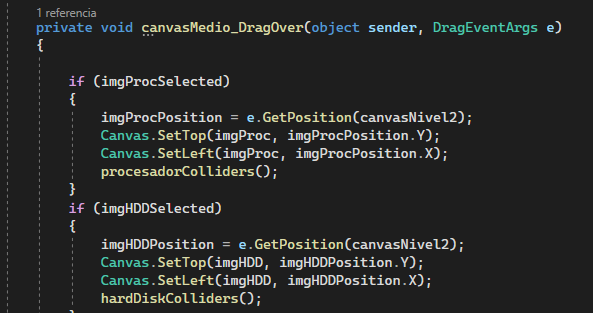 1 referencia
private void canvasMedio_DragOver(object sender, DragEventArgs e)
{
if (imgProcSelected)
{
imgProcPosition = e.GetPosition(canvasNivel2);
Canvas.SetTop(imgProc, imgProcPosition.Y);
Canvas.SetLeft(imgProc, imgProcPosition.X);
procesadorColliders();
}
if (imgHDDSelected)
{
imgHDDPosition = e.GetPosition(canvasNivel2);
Canvas.SetTop(imgHDD, imgHDDPosition.Y);
Canvas.SetLeft(imgHDD, imgHDDPosition.X);
hardDiskColliders();